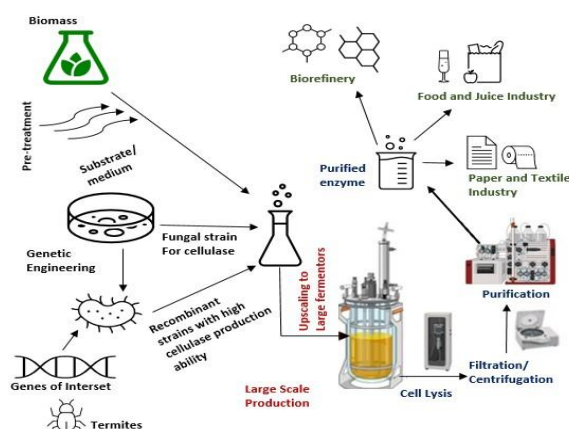 Biomass
Pre-treatment
Substrate/
medium
Genetic
Engineering
Fungal strain
For cellulase
Recombinant
strains with high
cellulase production
ability
Genes of Interset
Termites
Upscaling to
Large fermentors
Large Scale
Production
Cell Lysis
Filtration/
Centrifugation
Purification
Purified
enzyme
Biorefinery
Food and Juice Industry
Paper and Textile
Industry